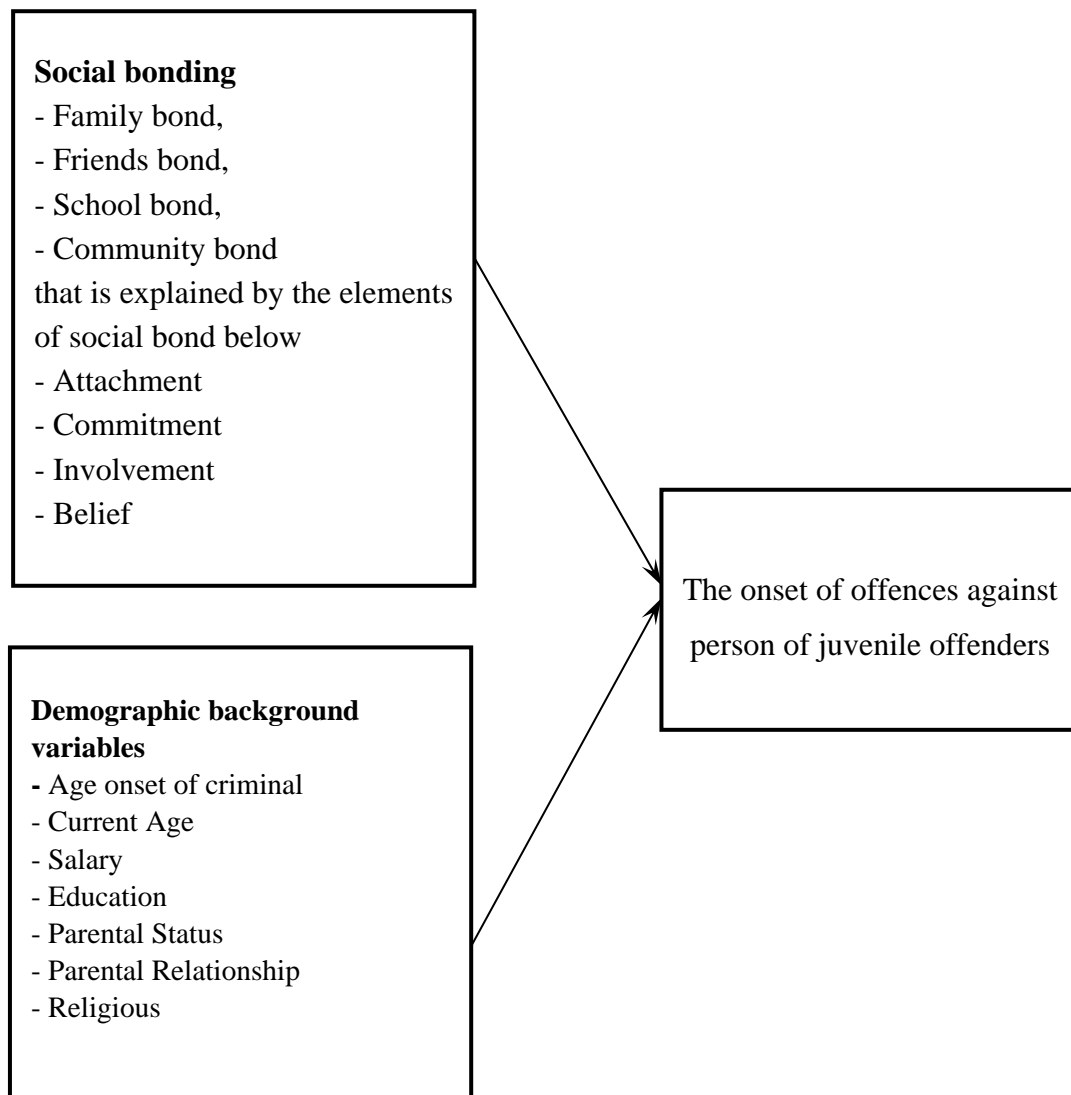 Social bonding
- Family bond,
- Friends bond,
- School bond,
- Community bond
that is explained by the elements
of social bond below
- Attachment
- Commitment
- Involvement
- Belief
The onset of offences against
person of juvenile offenders
Demographic background
variables
- Age onset of criminal
- Current Age
- Salary
- Education
- Parental Status
- Parental Relationship
- Religious